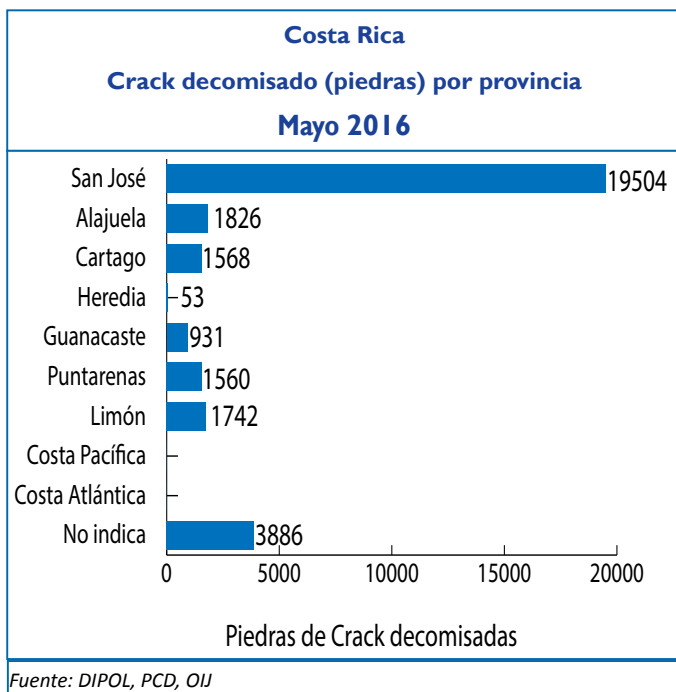 Costa Rica
Crack decomisado (piedras) por provincia
Mayo 2016
San José 19504
Alajuela 1826
Cartago 1568
Heredia 53
Guanacaste 931
Puntarenas 1560
Limón 1742
Costa Pacífica
Costa Atlántica
No indica 3886
0 5000 10000 15000 20000
Piedras de Crack decomisadas
Fuente: DIPOL, PCD, OIJ